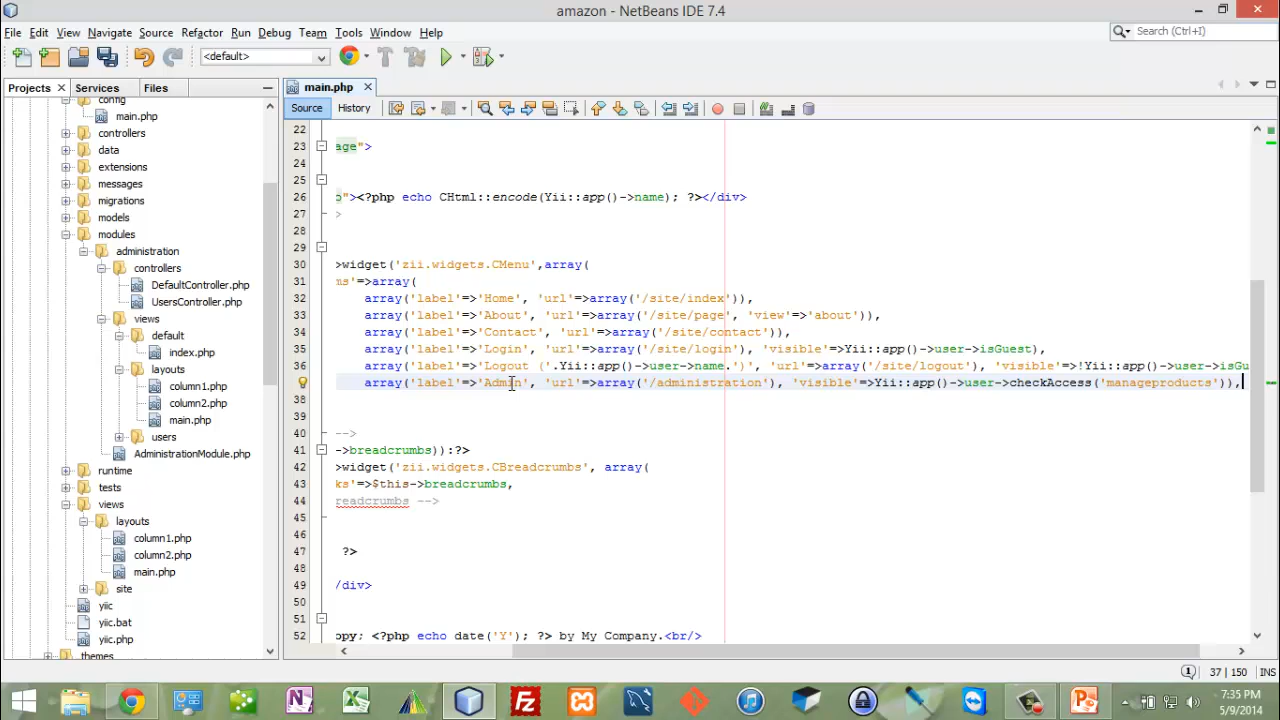 amazon - NetBeans IDE 7.4
File Edit View Navigate Source Refactor Run Debug Team Tools Window Help
Search (Ctrl+I)
<default>
Projects Services Files
main.php
Source History
config
main.php
controllers
data
extensions
messages
migrations
models
modules
administration
controllers
DefaultController.php
UsersController.php
views
default
index.php
layouts
column1.php
column2.php
main.php
users
AdministrationModule.php
runtime
tests
views
layouts
column1.php
column2.php
main.php
site
yiic
yiic.bat
yiic.php
themes
22
23 age">
24
25
26 o"><?php echo CHtml::encode(Yii::app()->name); ?></div>
27 >
28
29
30 >widget('zii.widgets.CMenu',array(
31 ms'=>array(
32 array('label'=>'Home', 'url'=>array('/site/index')),
33 array('label'=>'About', 'url'=>array('/site/page', 'view'=>'about')),
34 array('label'=>'Contact', 'url'=>array('/site/contact')),
35 array('label'=>'Login', 'url'=>array('/site/login'), 'visible'=>Yii::app()->user->isGuest),
36 array('label'=>'Logout ('.Yii::app()->user->name.')', 'url'=>array('/site/logout'), 'visible'=>!Yii::app()->user->isGu
array('label'=>'Admin', 'url'=>array('/administration'), 'visible'=>Yii::app()->user->checkAccess('manageproducts')),
38
39
40 -->
41 ->breadcrumbs)):?>
42 >widget('zii.widgets.CBreadcrumbs', array(
43 ks'=>$this->breadcrumbs,
44 readcrumbs -->
45
46
47 ?>
48
49 /div>
50
51
52 opy; <?php echo date('Y'); ?> by My Company.<br/>
37 | 150 INS
7:35 PM
5/9/2014